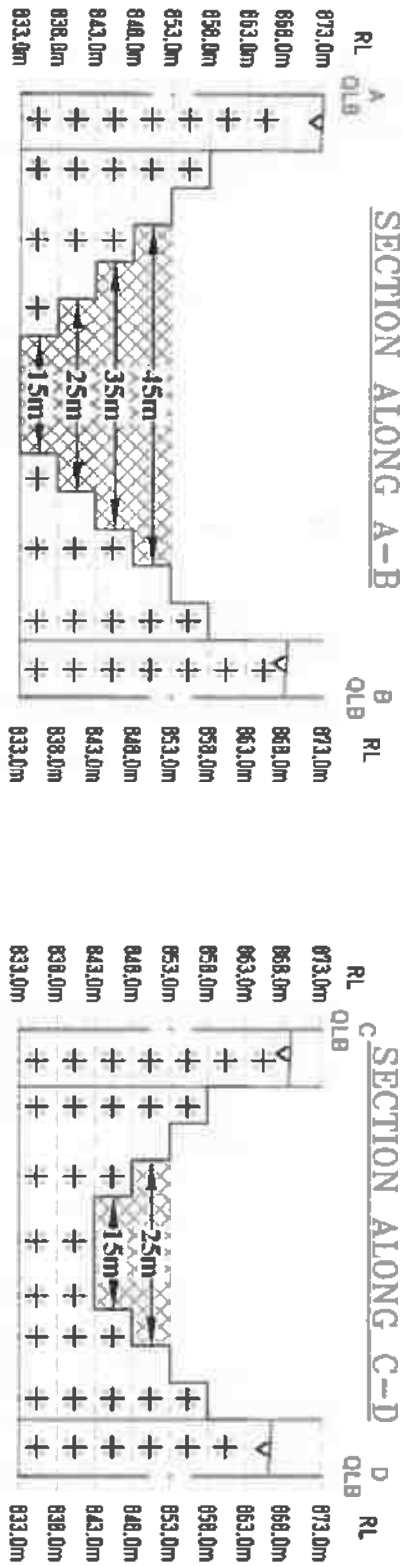 SECTION ALONG A-B
A
QLB
B
QLB
RL
873.0m
868.0m
863.0m
858.0m
853.0m
848.0m
843.0m
838.0m
833.0m
45m
35m
25m
15m
RL
873.0m
868.0m
863.0m
858.0m
853.0m
848.0m
843.0m
838.0m
833.0m
SECTION ALONG C-D
C
QLB
D
QLB
RL
873.0m
868.0m
863.0m
858.0m
853.0m
848.0m
843.0m
838.0m
833.0m
25m
15m
RL
873.0m
868.0m
863.0m
858.0m
853.0m
848.0m
843.0m
838.0m
833.0m